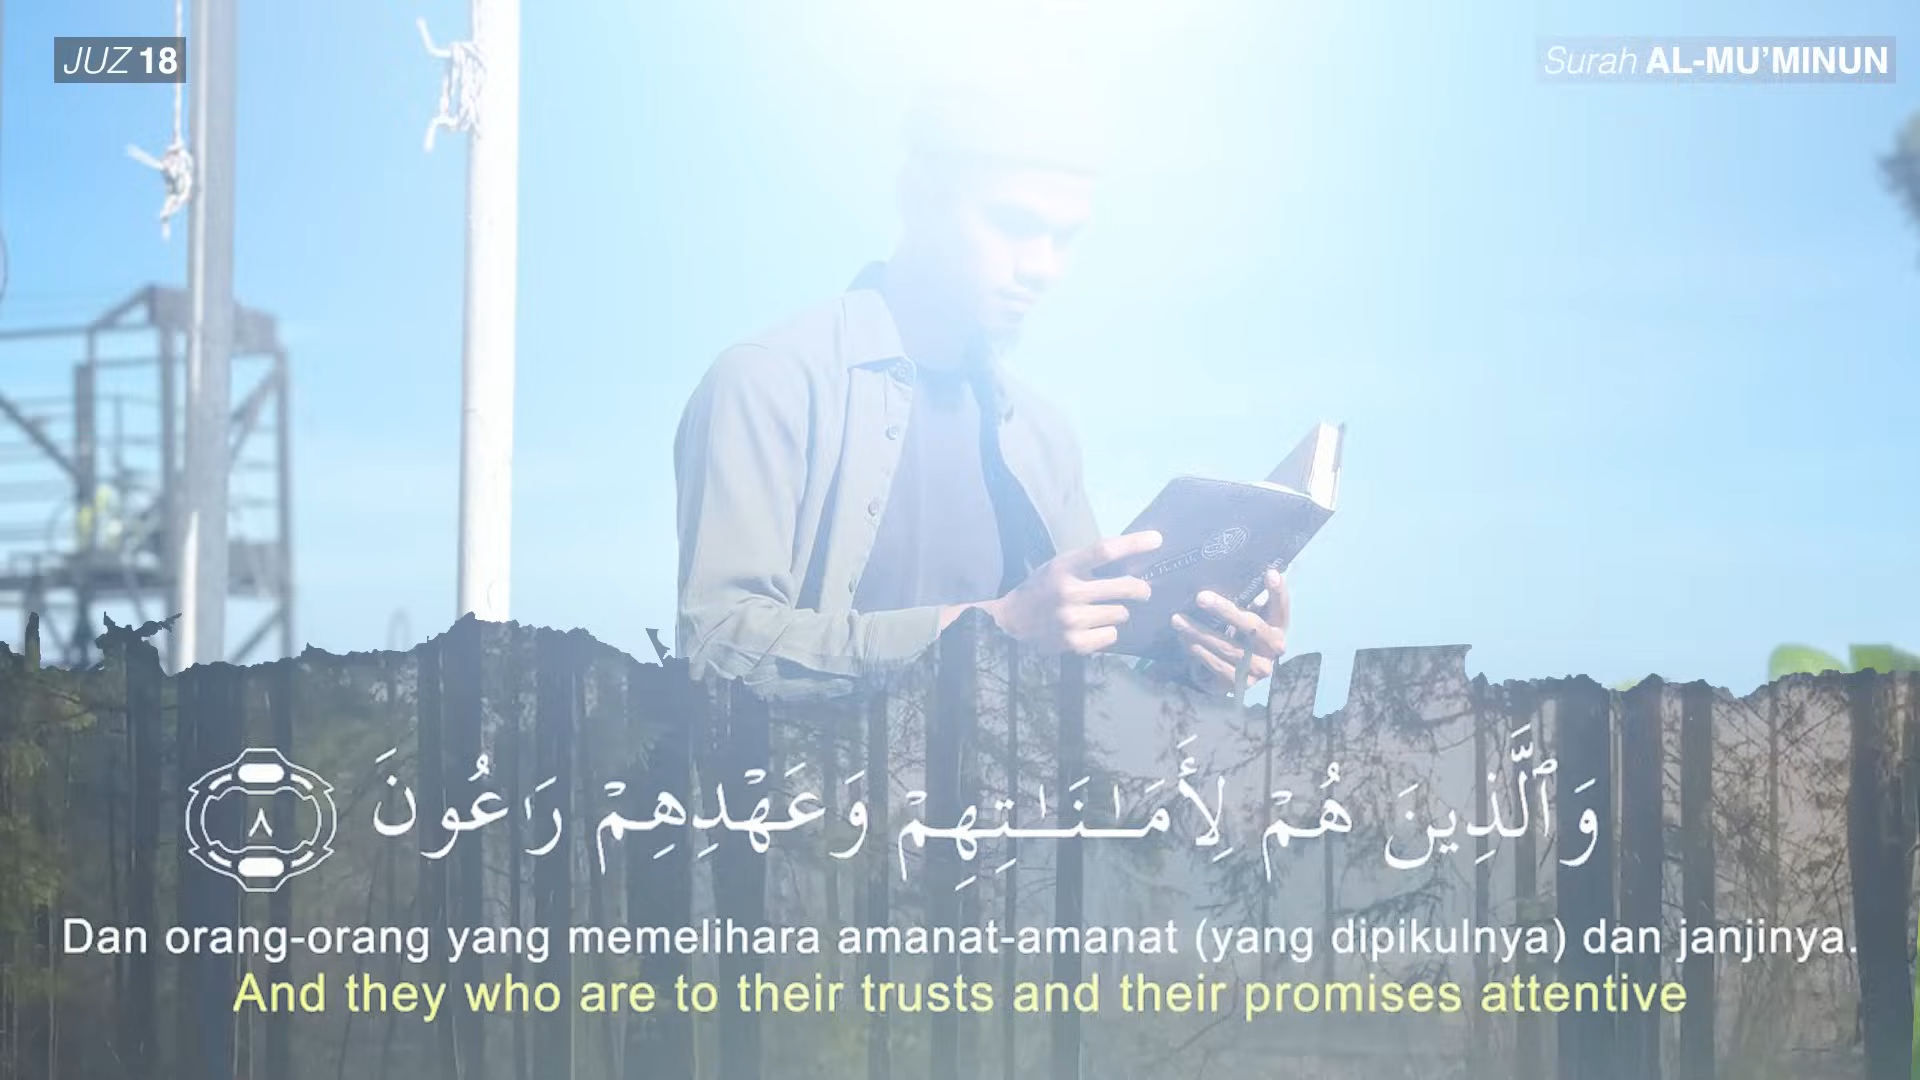 JUZ 18
Surah AL-MU’MINUN
وَٱلَّذِينَ هُمْ لِأَمَـٰنَـٰتِهِمْ وَعَهْدِهِمْ رَٰعُونَ ٨
Dan orang-orang yang memelihara amanat-amanat (yang dipikulnya) dan janjinya.
And they who are to their trusts and their promises attentive